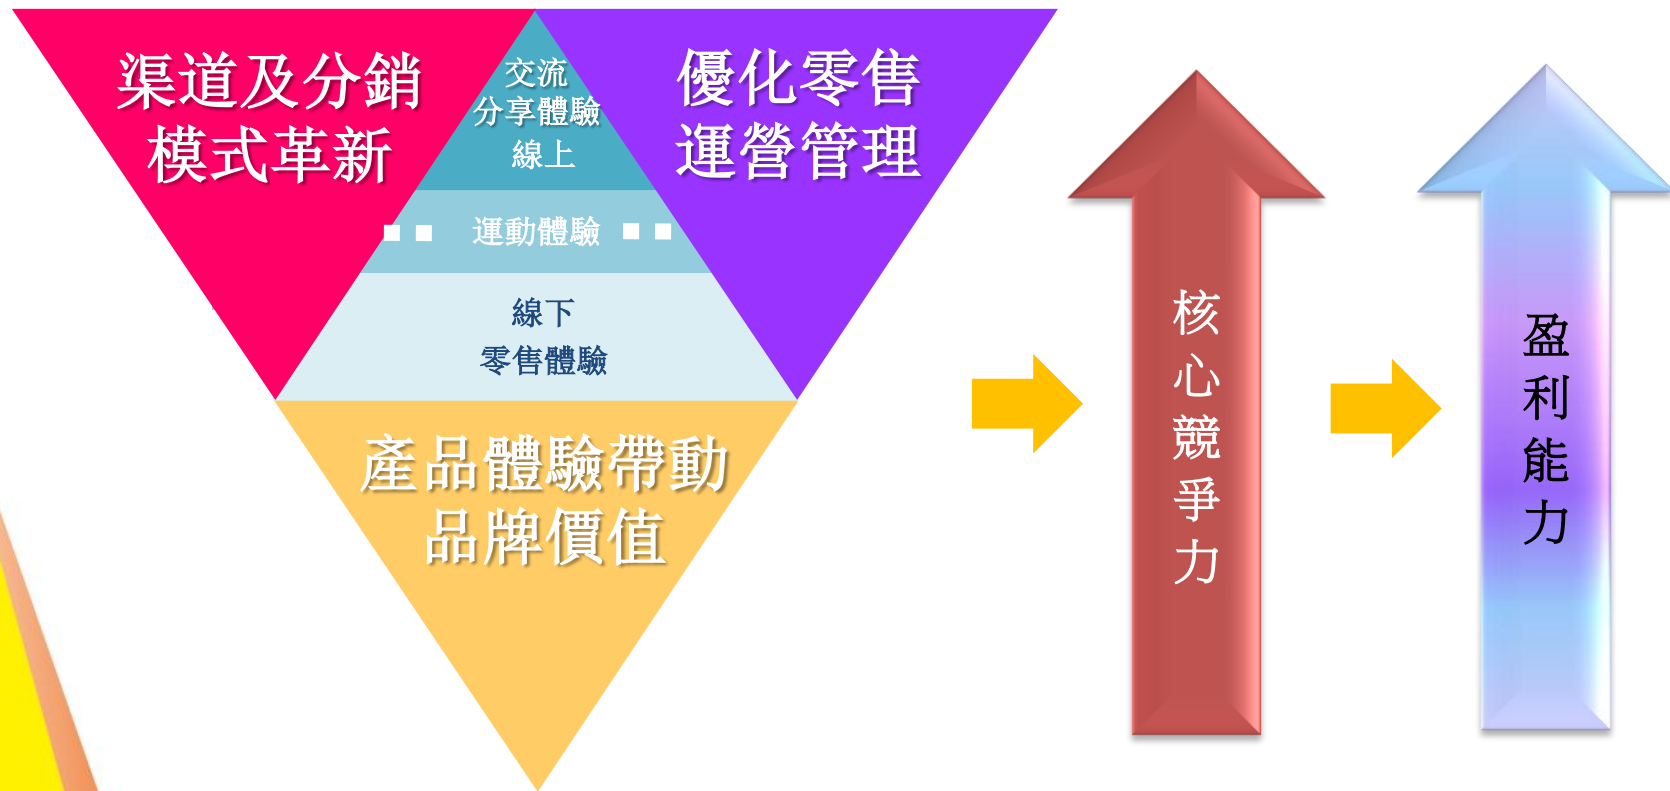 渠道及分銷
模式革新
交流
分享體驗
線上
優化零售
運營管理
運動體驗
線下
零售體驗
產品體驗帶動
品牌價值
核心競爭力
盈利能力